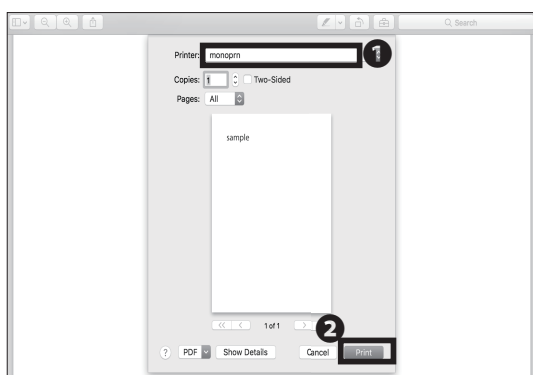 Search
Printer: monoprn 1
Copies: 1 Two-Sided
Pages: All
sample
1 of 1
2
? PDF Show Details Cancel Print